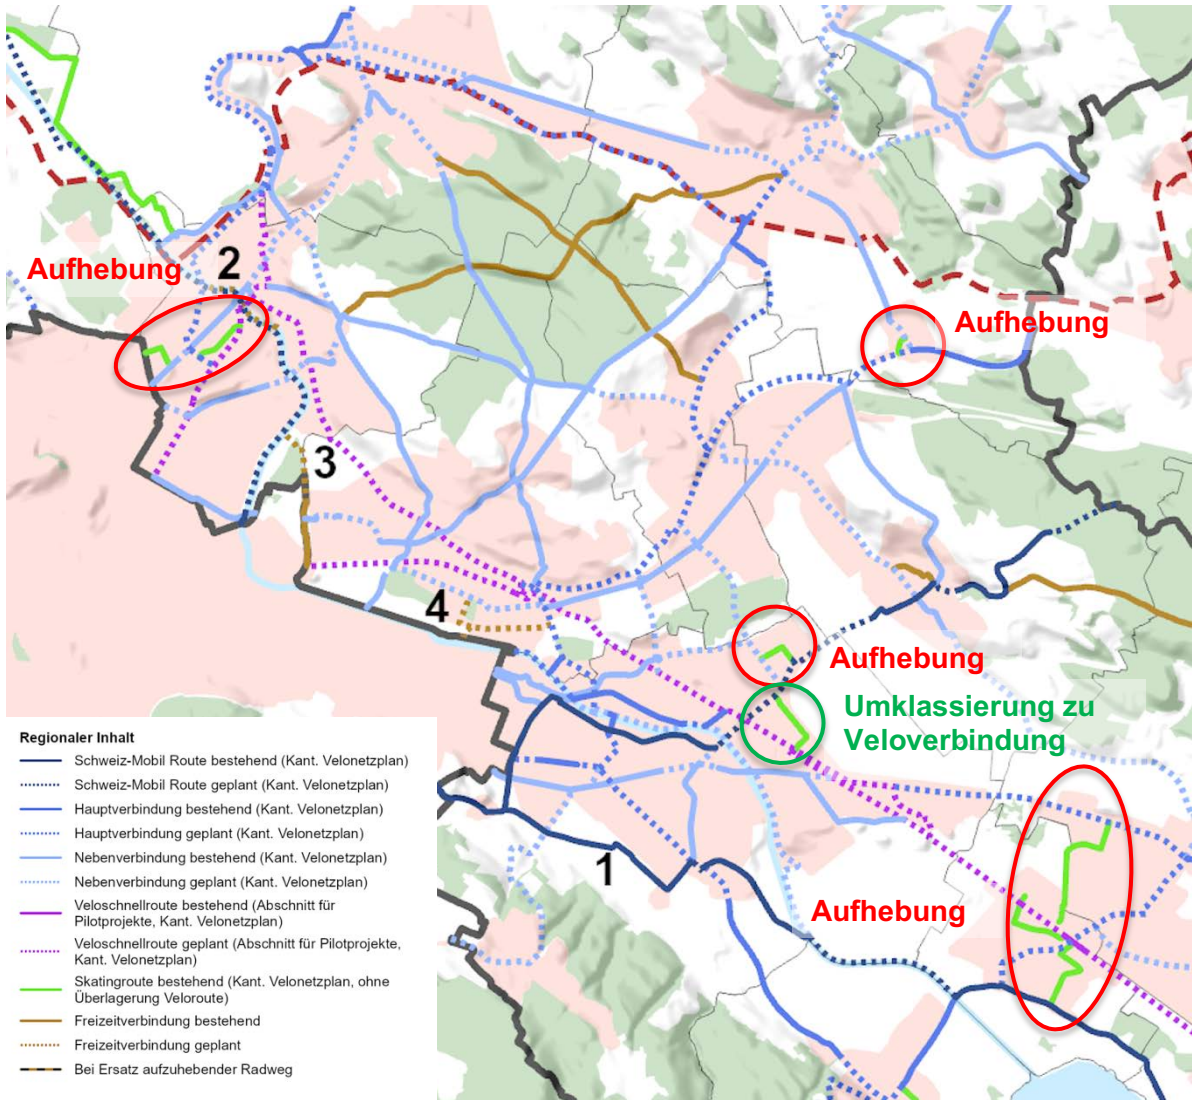 2
Aufhebung
Aufhebung
3
4
Aufhebung
Umklassierung zu
Veloverbindung
1
Aufhebung
Regionaler Inhalt
Schweiz-Mobil Route bestehend (Kant. Velonetzplan)
Schweiz-Mobil Route geplant (Kant. Velonetzplan)
Hauptverbindung bestehend (Kant. Velonetzplan)
Hauptverbindung geplant (Kant. Velonetzplan)
Nebenverbindung bestehend (Kant. Velonetzplan)
Nebenverbindung geplant (Kant. Velonetzplan)
Veloschnellroute bestehend (Abschnitt für
Pilotprojekte, Kant. Velonetzplan)
Veloschnellroute geplant (Abschnitt für Pilotprojekte,
Kant. Velonetzplan)
Skatingroute bestehend (Kant. Velonetzplan, ohne
Überlagerung Veloroute)
Freizeitverbindung bestehend
Freizeitverbindung geplant
Bei Ersatz aufzuhebender Radweg